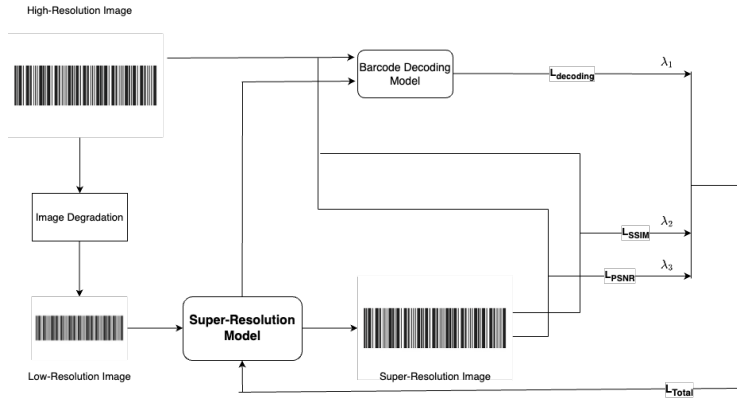 High-Resolution Image
Barcode Decoding
Model
L_decoding
λ₁
Image Degradation
L_SSIM
λ₂
L_PSNR
λ₃
Super-Resolution
Model
Low-Resolution Image
Super-Resolution Image
L_Total